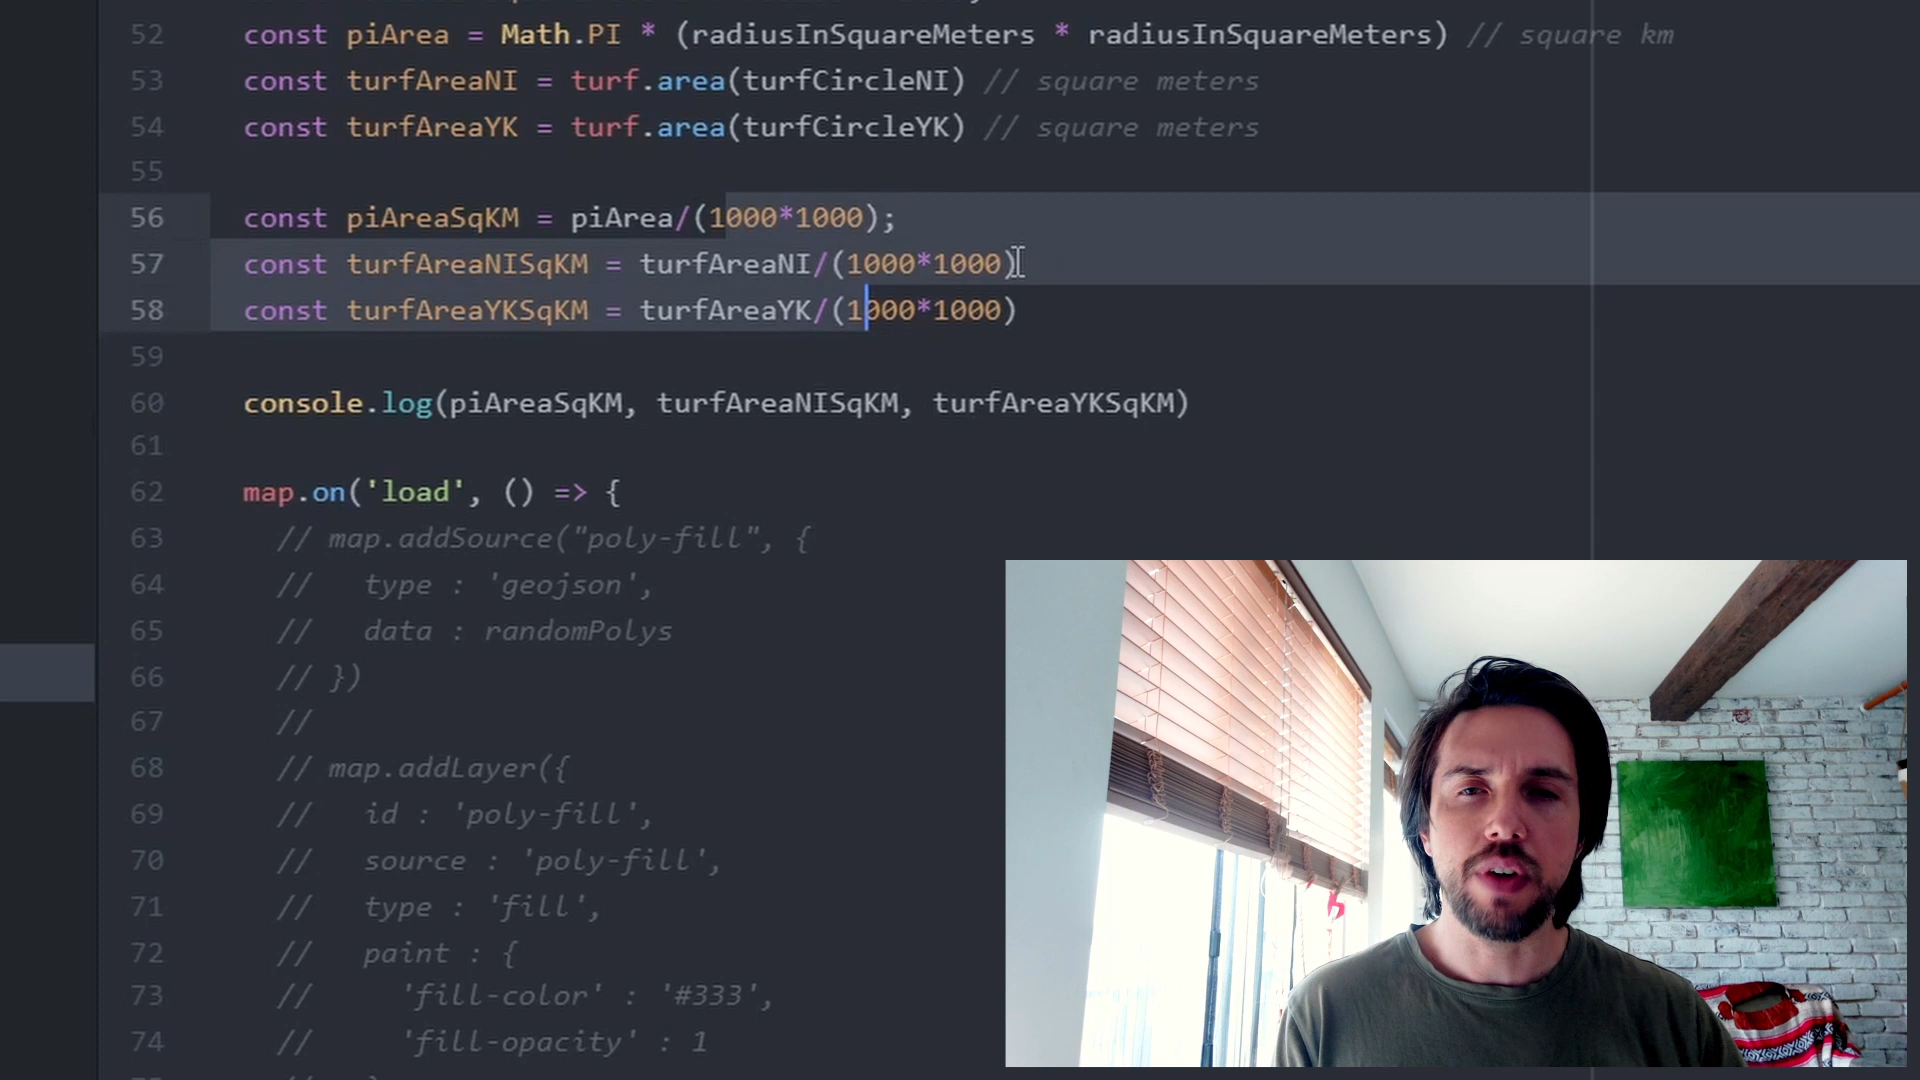 52 const piArea = Math.PI * (radiusInSquareMeters * radiusInSquareMeters) // square km
53 const turfAreaNI = turf.area(turfCircleNI) // square meters
54 const turfAreaYK = turf.area(turfCircleYK) // square meters
55
56 const piAreaSqKM = piArea/(1000*1000);
57 const turfAreaNISqKM = turfAreaNI/(1000*1000)
58 const turfAreaYKSqKM = turfAreaYK/(1000*1000)
59
60 console.log(piAreaSqKM, turfAreaNISqKM, turfAreaYKSqKM)
61
62 map.on('load', () => {
63 // map.addSource("poly-fill", {
64 // type : 'geojson',
65 // data : randomPolys
66 // })
67 //
68 // map.addLayer({
69 // id : 'poly-fill',
70 // source : 'poly-fill',
71 // type : 'fill',
72 // paint : {
73 // 'fill-color' : '#333',
74 // 'fill-opacity' : 1